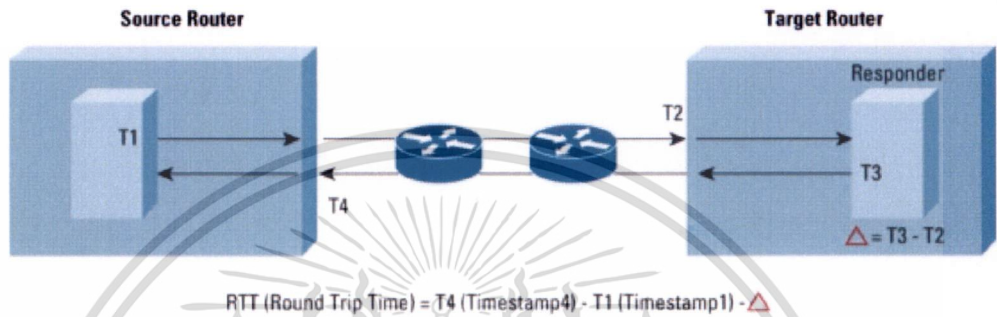 Source Router
Target Router
Responder
T1
T2
T3
T4
△ = T3 - T2
RTT (Round Trip Time) = T4 (Timestamp4) - T1 (Timestamp1) - △